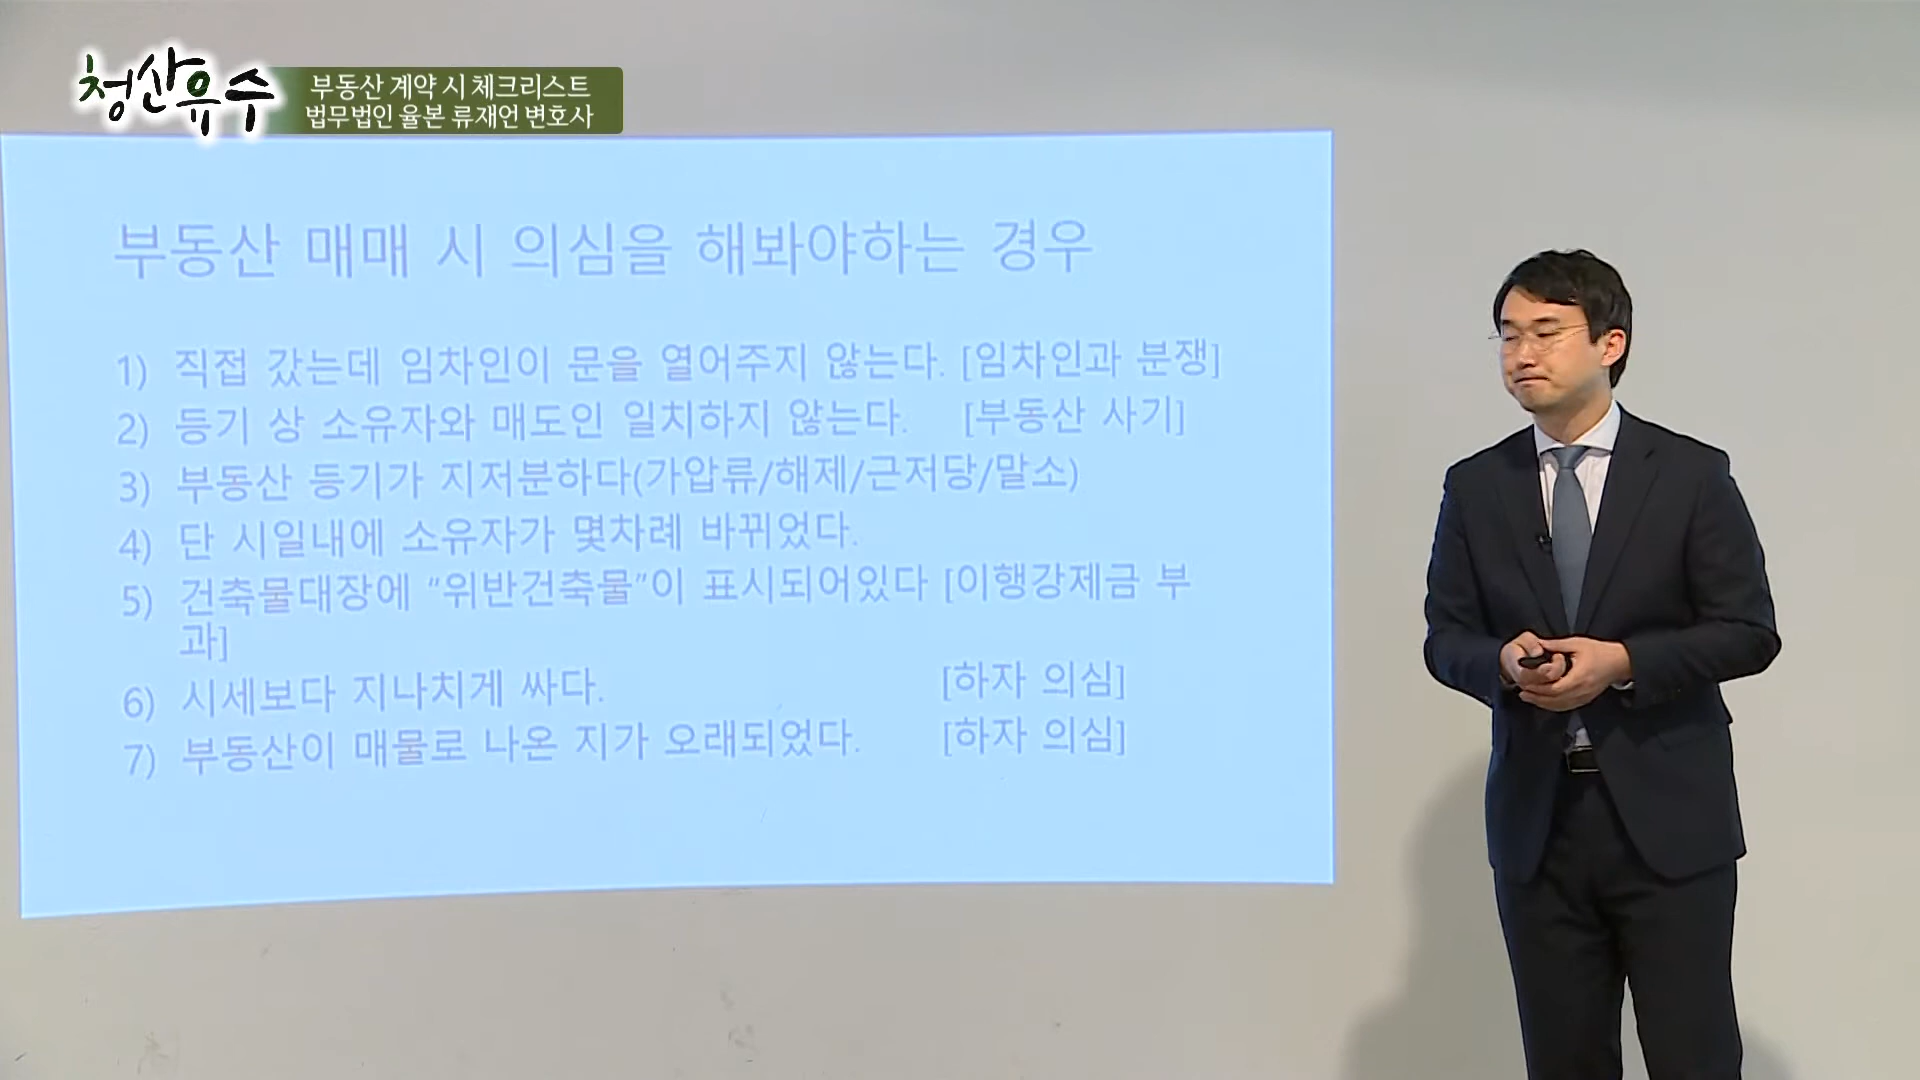 청산유수
부동산 계약 시 체크리스트
법무법인 율본 류재언 변호사
부동산 매매 시 의심을 해봐야하는 경우
1) 직접 갔는데 임차인이 문을 열어주지 않는다. [임차인과 분쟁]
2) 등기 상 소유자와 매도인 일치하지 않는다. [부동산 사기]
3) 부동산 등기가 지저분하다(가압류/해제/근저당/말소)
4) 단 시일내에 소유자가 몇차례 바뀌었다.
5) 건축물대장에 “위반건축물”이 표시되어있다 [이행강제금 부
과]
6) 시세보다 지나치게 싸다. [하자 의심]
7) 부동산이 매물로 나온 지가 오래되었다. [하자 의심]